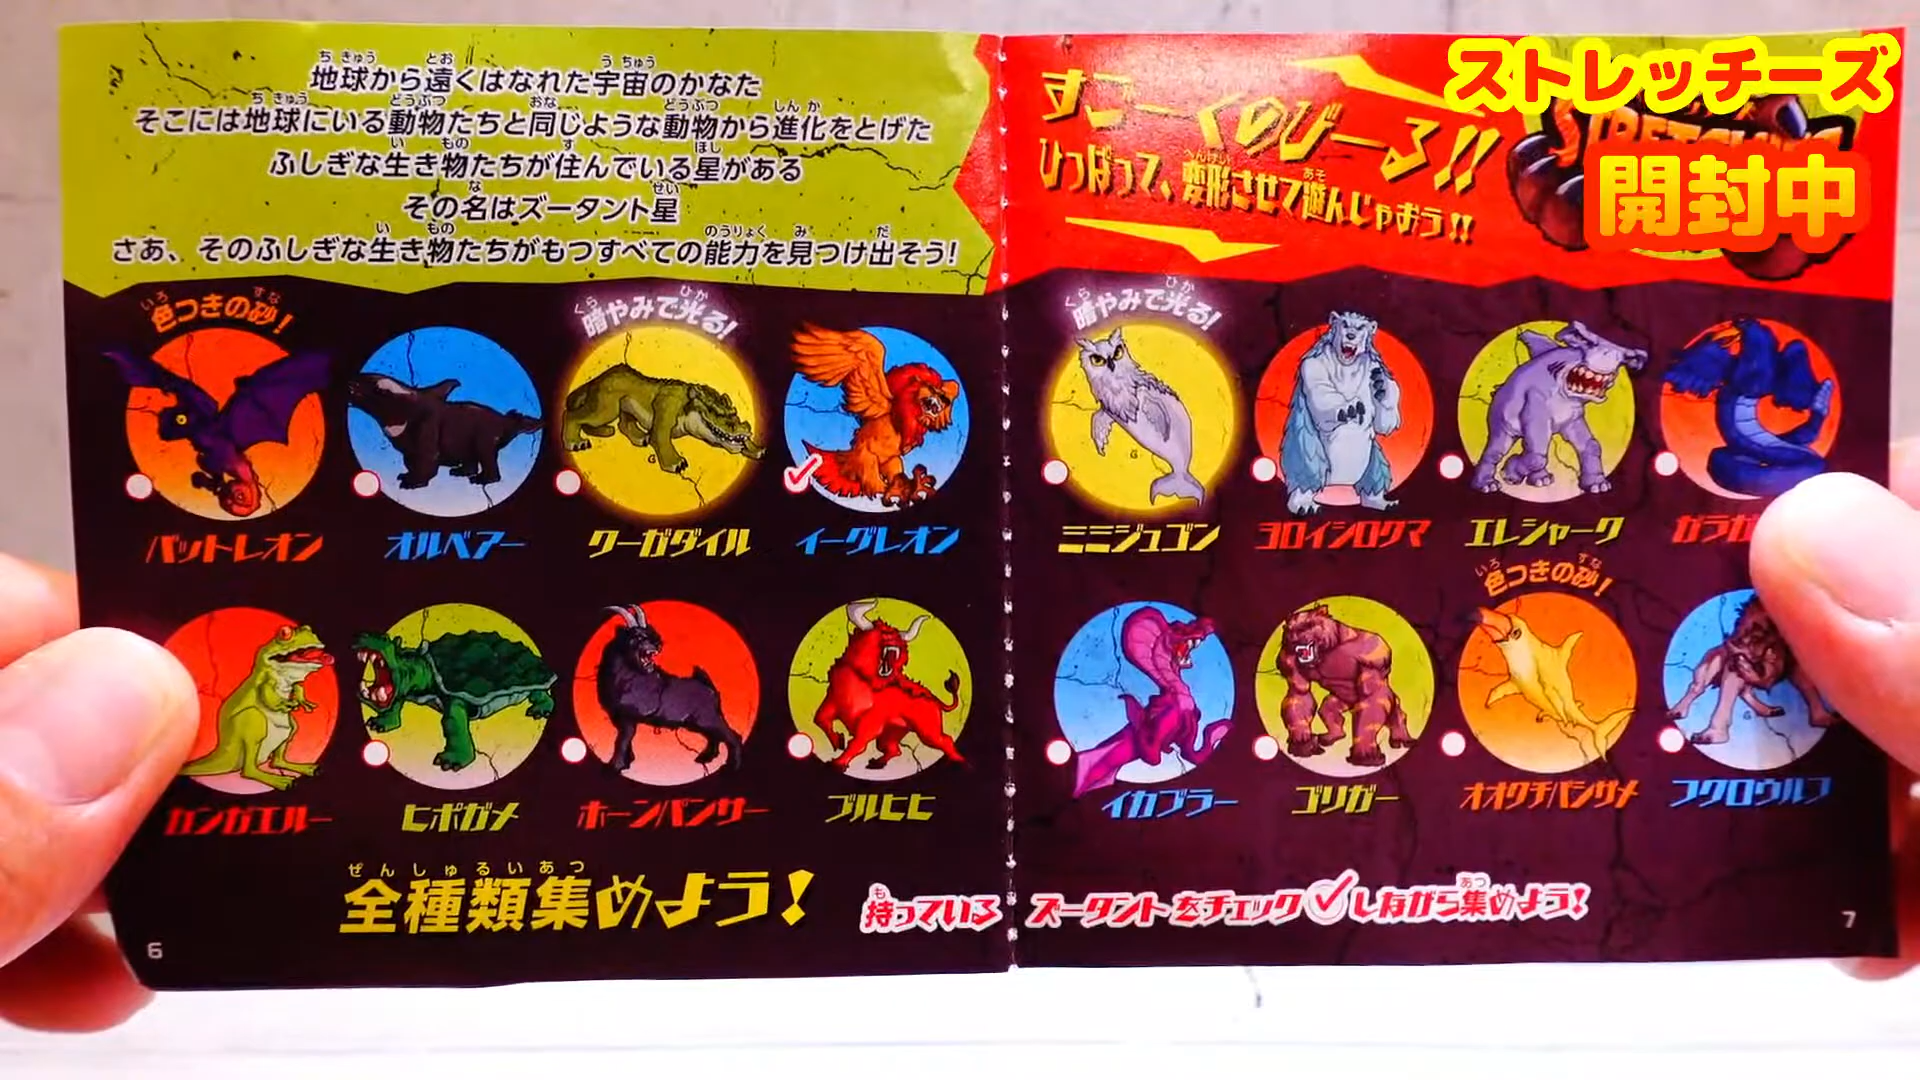 地球から遠くはなれた宇宙のかなた
そこには地球にいる動物たちと同じような動物から進化をとげた
ふしぎな生き物たちが住んでいる星がある
その名はズータント星
さあ、そのふしぎな生き物たちがもつすべての能力を見つけ出そう!
色つきの砂!
暗やみで光る!
バットレオン
オルベアー
クーガダイル
イーグレオン
カンガエルー
ヒポガメ
ホーンパンサー
ブルヒヒ
全種類集めよう!
6
すご—くのび—る!!
ひっぱって、変形させて遊んじゃおう!!
ストレッチーズ
開封中
暗やみで光る!
ミミジュゴン
ヨロイシロクマ
エレシャーク
ガラガ
色つきの砂!
イカブラー
ゴリガー
オオクチバシザメ
フクロウルフ
持っている ズータントをチェック✓しながら集めよう!
7